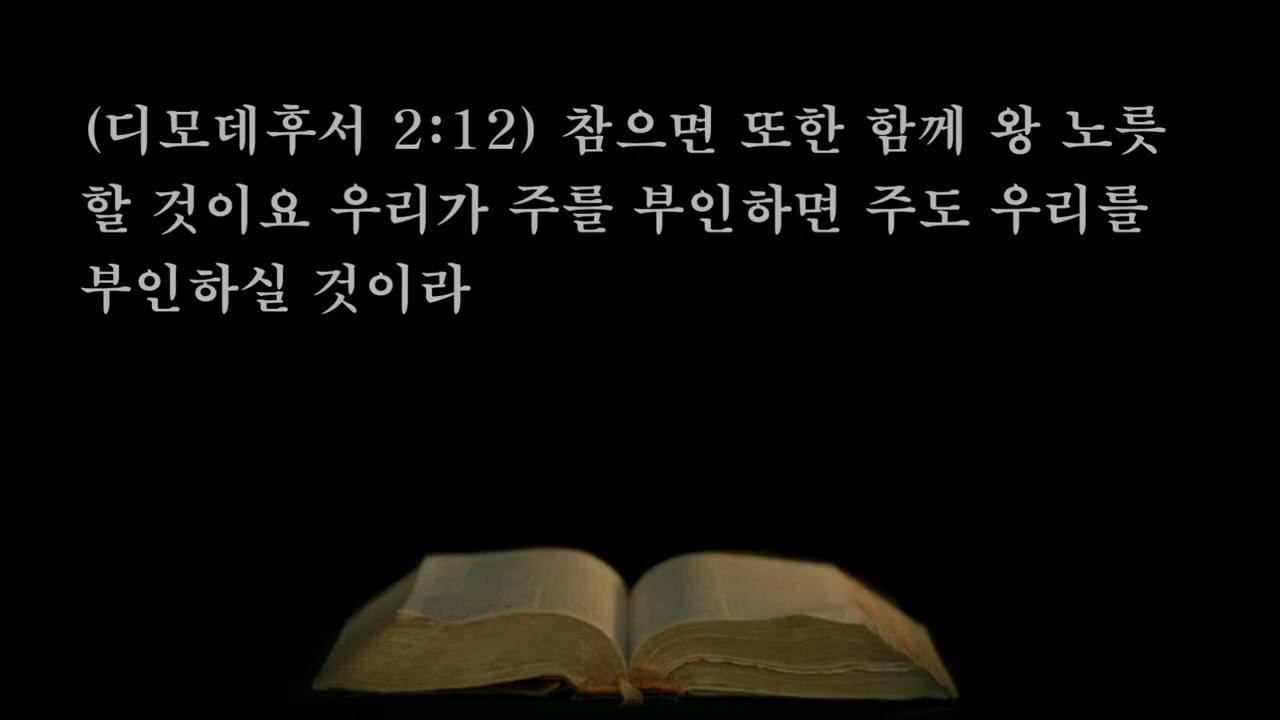 (디모데후서 2:12) 참으면 또한 함께 왕 노릇
할 것이요 우리가 주를 부인하면 주도 우리를
부인하실 것이라